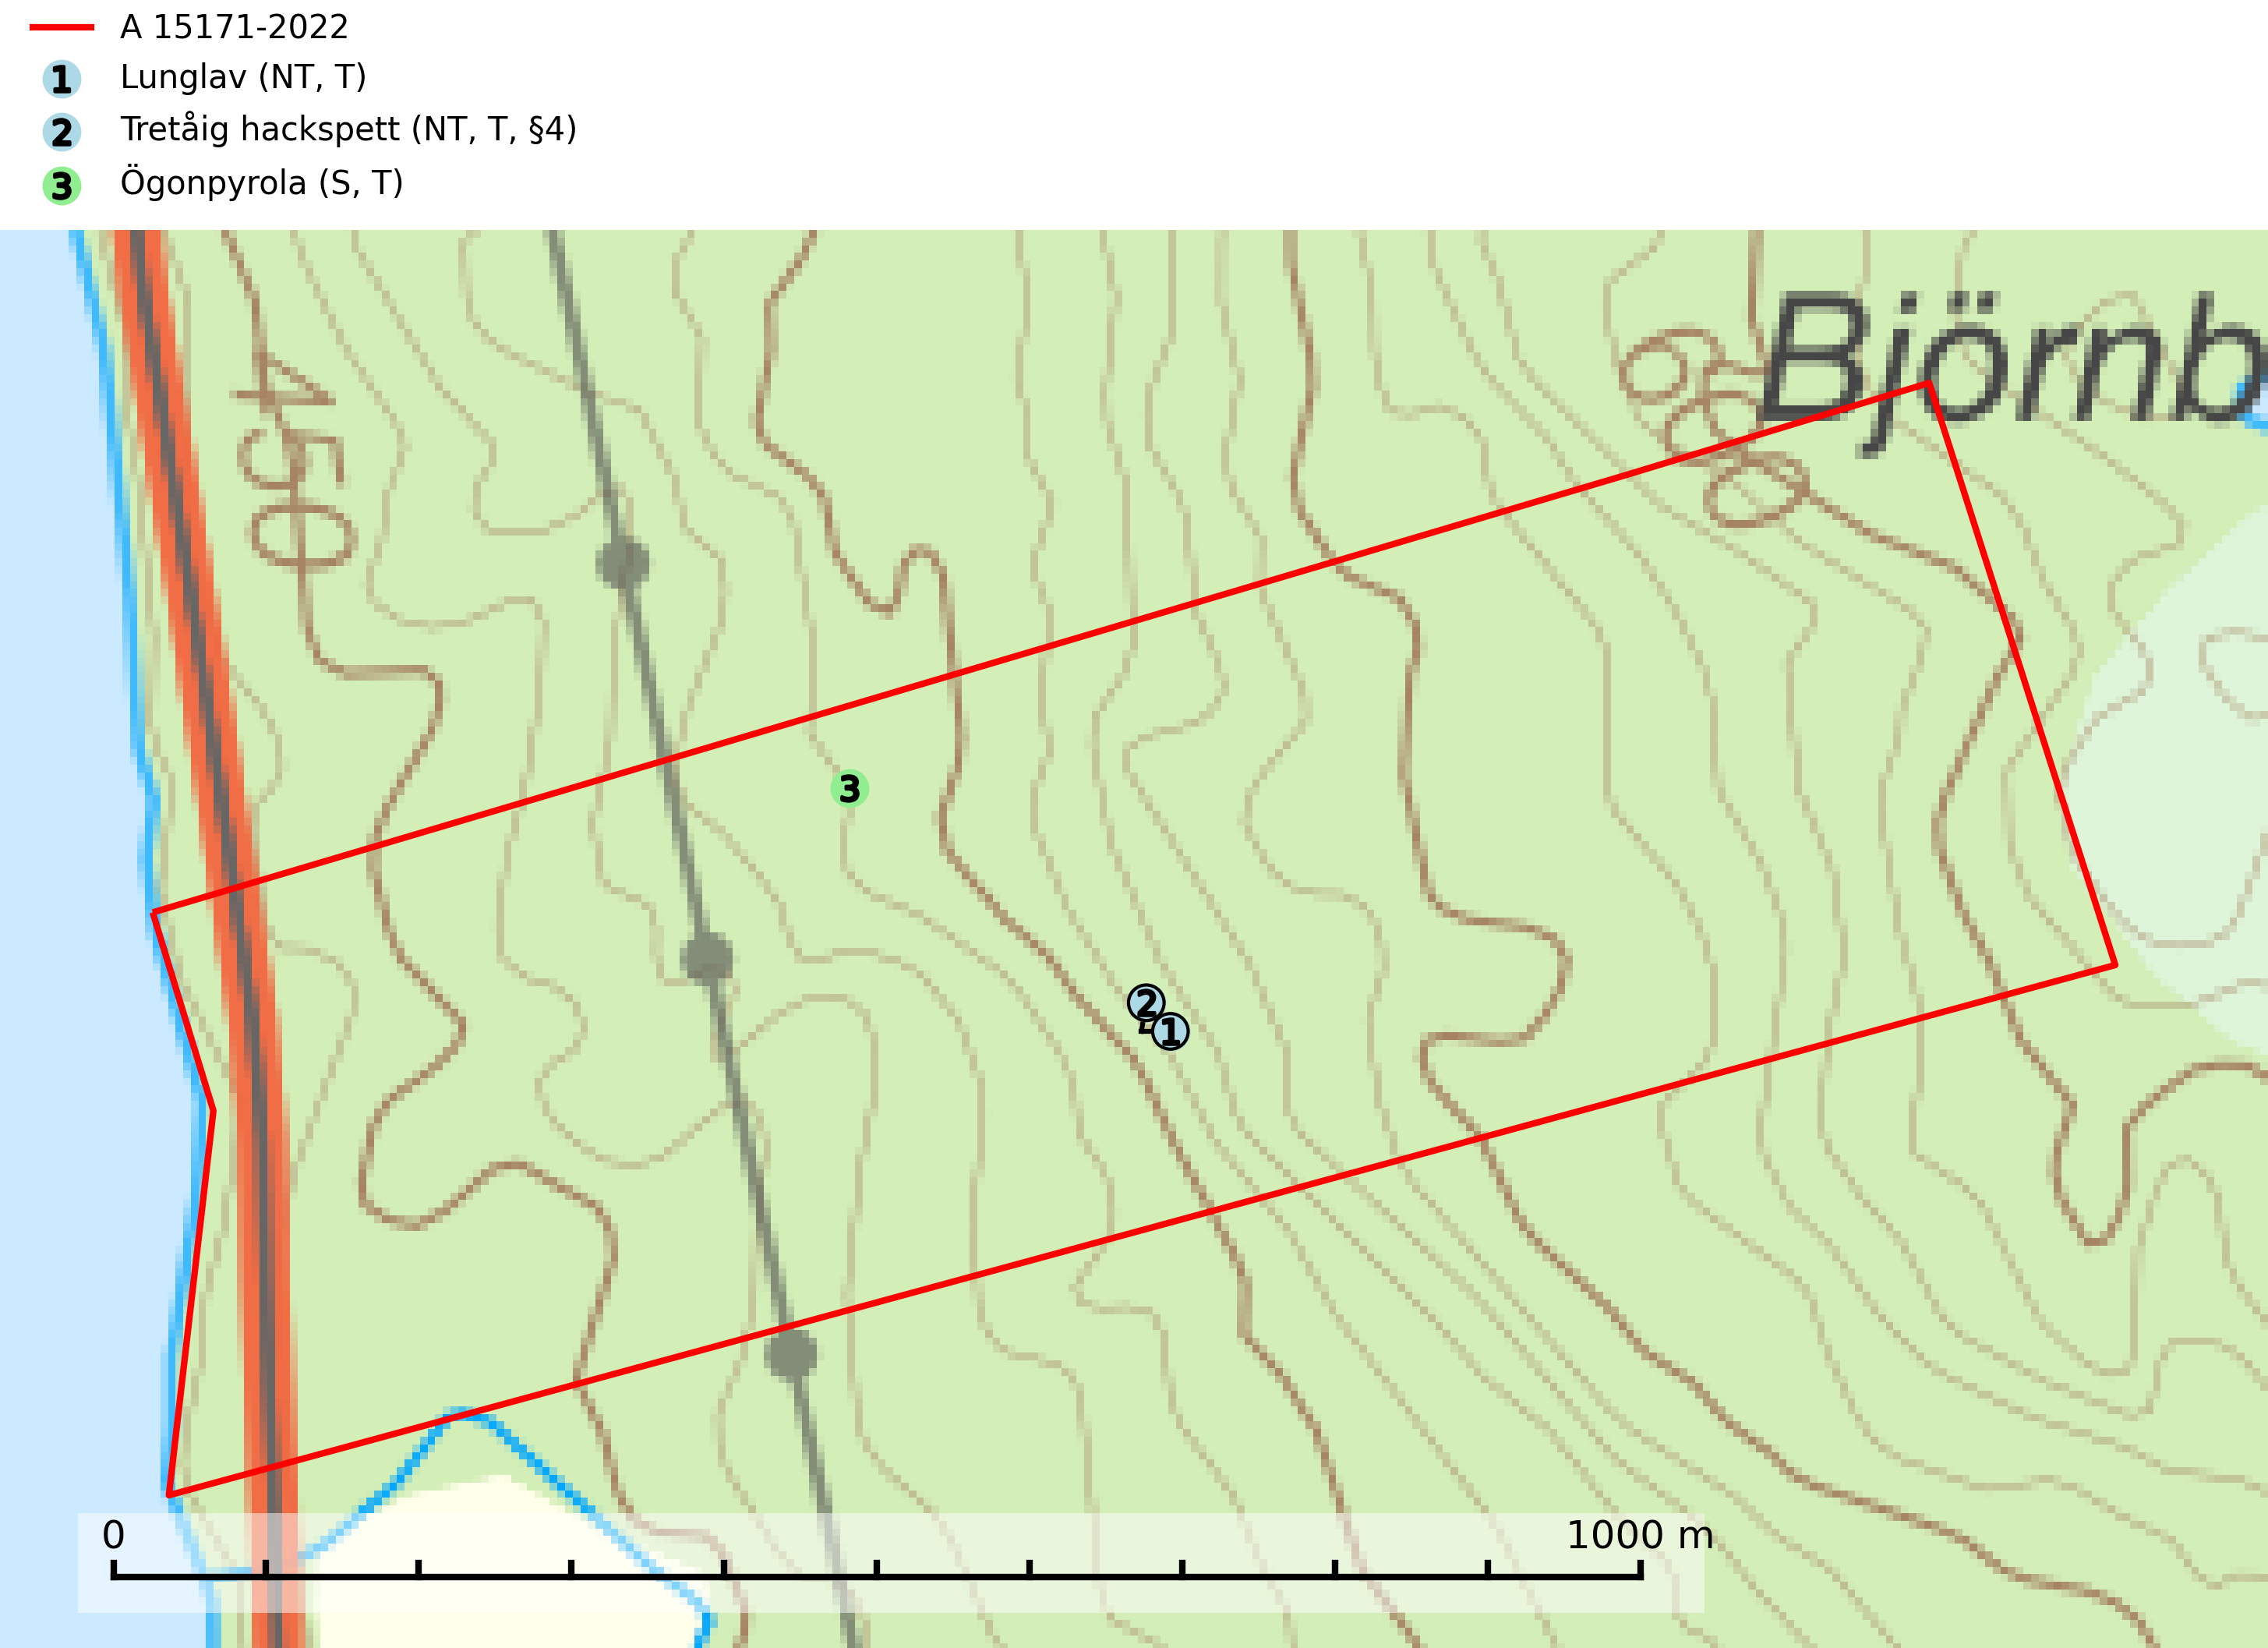 A 15171-2022
1 Lunglav (NT, T)
2 Tretåig hackspett (NT, T, §4)
3 Ögonpyrola (S, T)
Björnb
450
600
3
2
1
0 1000 m